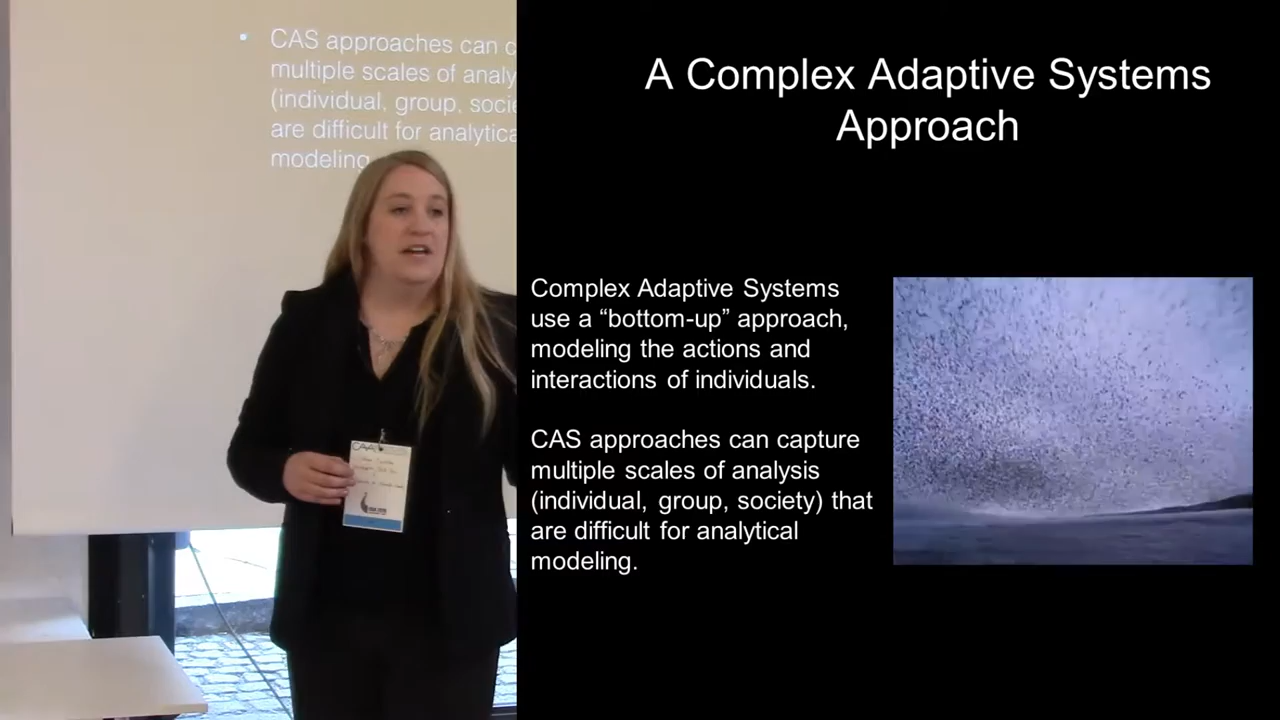 • CAS approaches can c
multiple scales of analy
(individual, group, socie
are difficult for analytica
modeling
CAA
A Complex Adaptive Systems
Approach
Complex Adaptive Systems
use a “bottom-up” approach,
modeling the actions and
interactions of individuals.
CAS approaches can capture
multiple scales of analysis
(individual, group, society) that
are difficult for analytical
modeling.